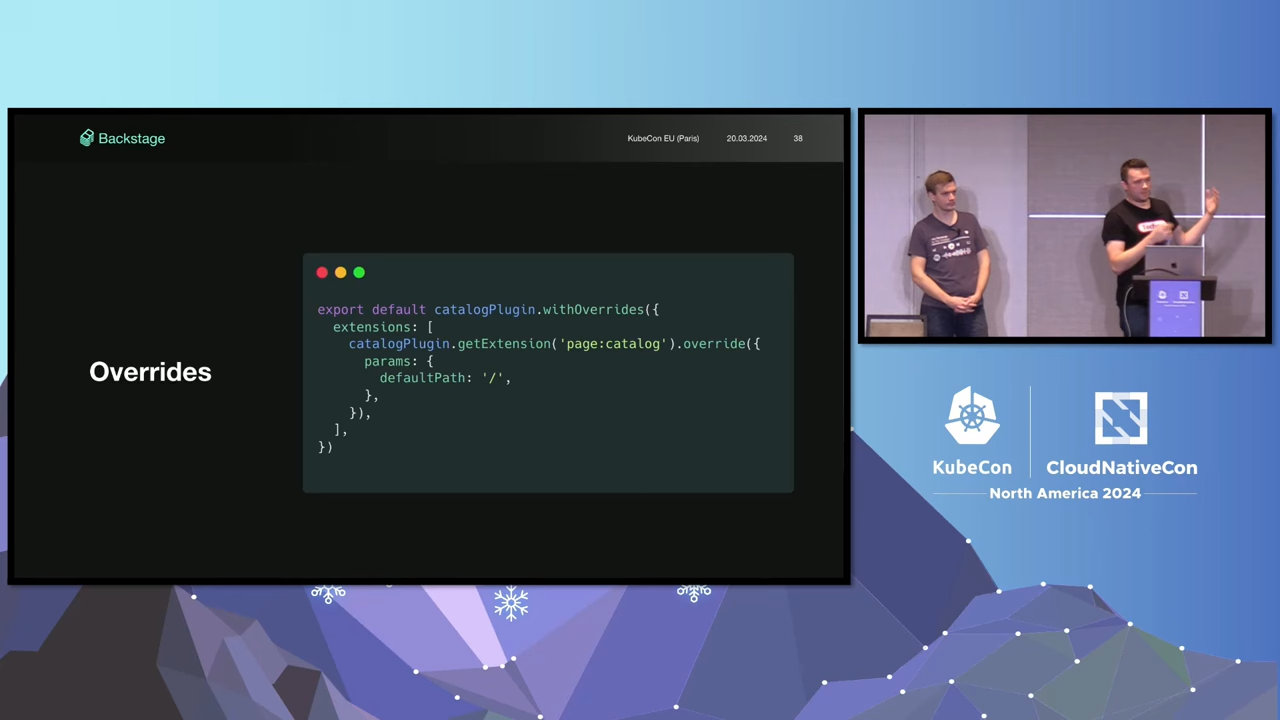 Backstage
KubeCon EU (Paris)
20.03.2024
38
Overrides
export default catalogPlugin.withOverrides({
  extensions: [
    catalogPlugin.getExtension('page:catalog').override({
      params: {
        defaultPath: '/',
      },
    }),
  ],
})
KubeCon
CloudNativeCon
North America 2024